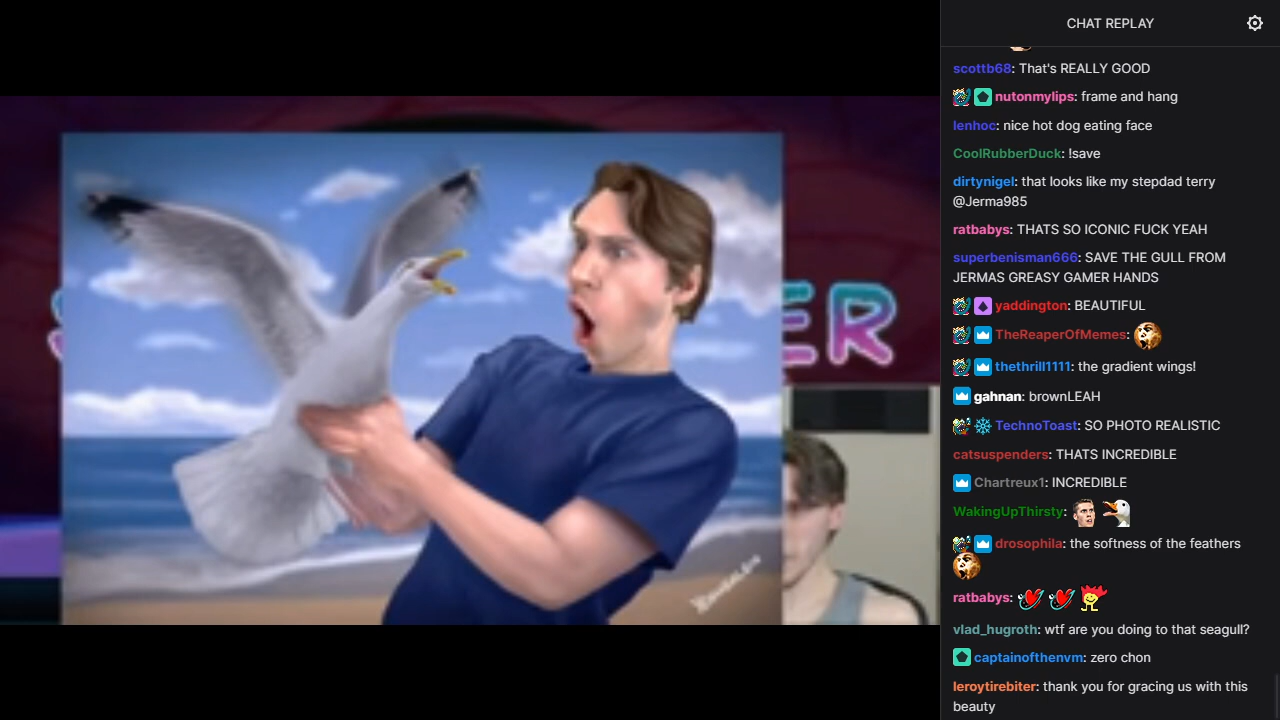 ER
CHAT REPLAY
scottb68: That's REALLY GOOD
nutonmylips: frame and hang
lenhoc: nice hot dog eating face
CoolRubberDuck: !save
dirtynigel: that looks like my stepdad terry
@Jerma985
ratbabys: THATS SO ICONIC FUCK YEAH
superbenisman666: SAVE THE GULL FROM
JERMAS GREASY GAMER HANDS
yaddington: BEAUTIFUL
TheReaperOfMemes:
thethrill1111: the gradient wings!
gahnan: brownLEAH
TechnoToast: SO PHOTO REALISTIC
catsuspenders: THATS INCREDIBLE
Chartreux1: INCREDIBLE
WakingUpThirsty:
drosophila: the softness of the feathers
ratbabys:
vlad_hugroth: wtf are you doing to that seagull?
captainofthenvm: zero chon
leroytirebiter: thank you for gracing us with this
beauty